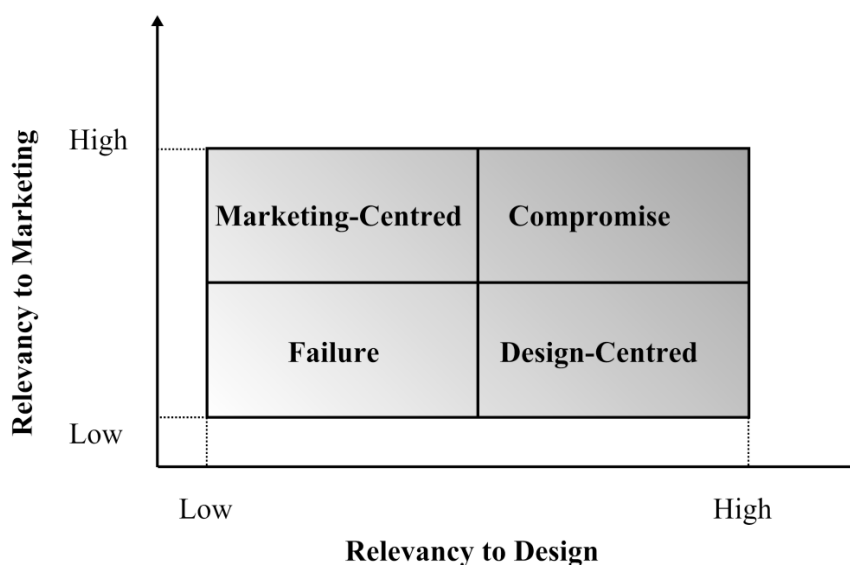 Relevancy to Marketing
High
Marketing-Centred
Compromise
Failure
Design-Centred
Low
Low
High
Relevancy to Design